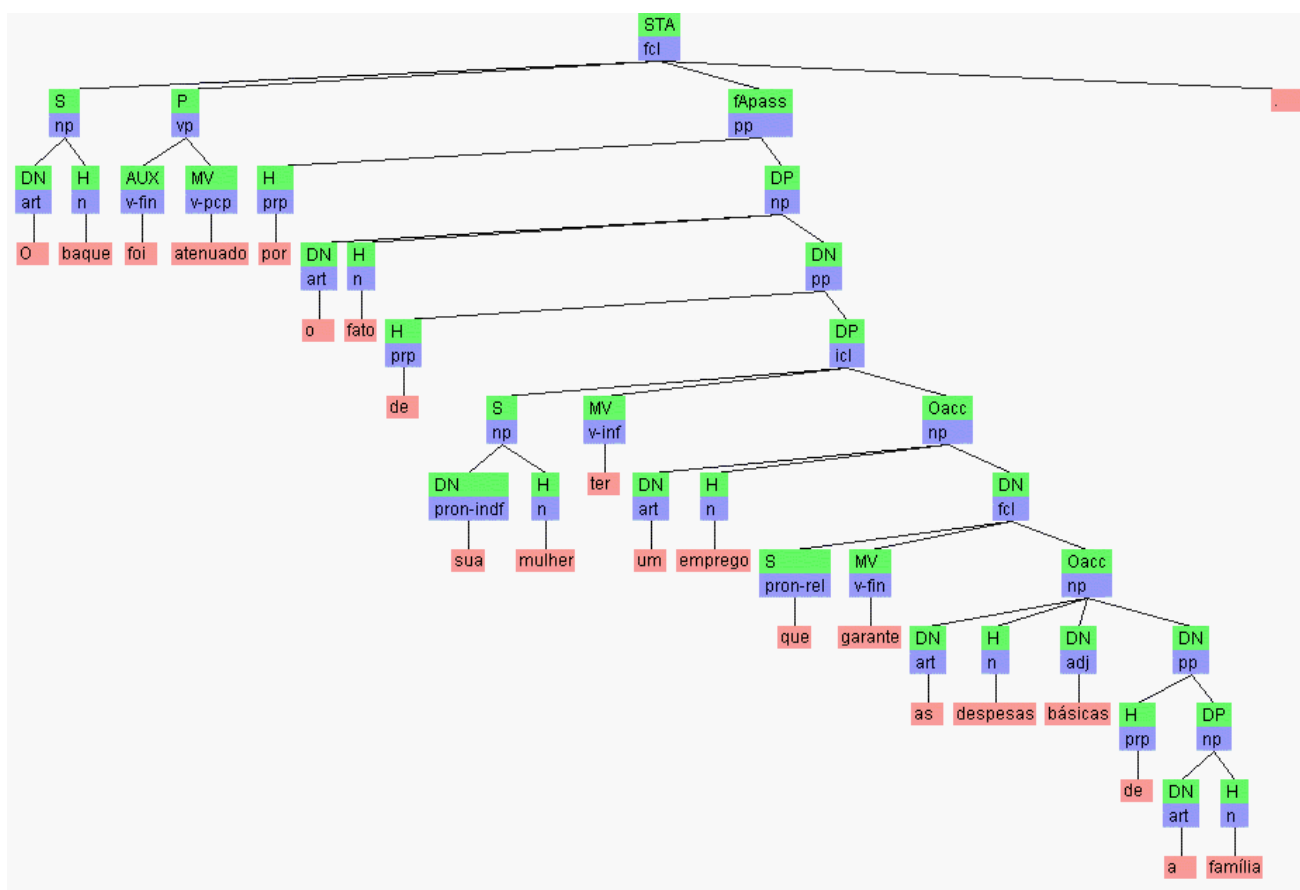 STA
fcl
S P fApass .
np vp pp
DN H AUX MV H DP
art n v-fin v-pcp prp np
O baque foi atenuado por DN H DN
art n pp
o fato H DP
prp icl
de S MV Oacc
np v-inf np
DN H ter DN H DN
pron-indf n art n fcl
sua mulher um emprego S MV Oacc
pron-rel v-fin np
que garante DN H DN DN
art n adj pp
as despesas básicas H DP
prp np
de DN H
art n
a família